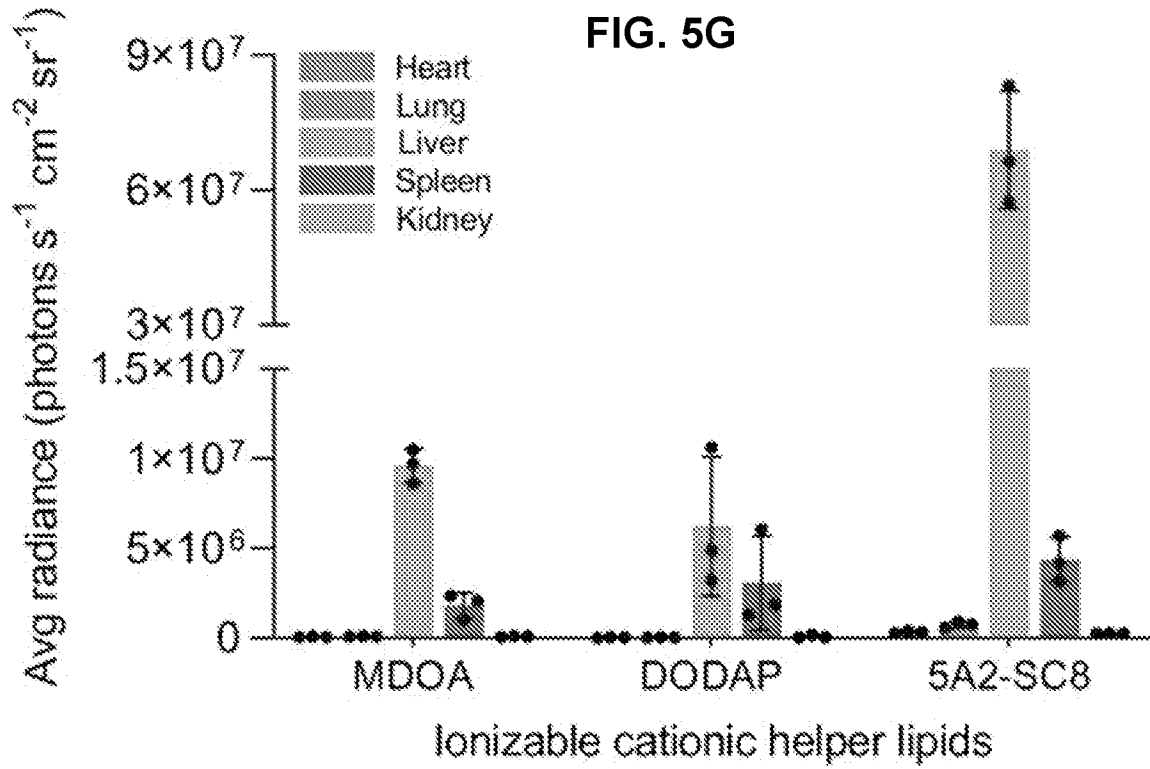 FIG. 5G
Avg radiance (photons s⁻¹ cm⁻² sr⁻¹)
9×10⁷
6×10⁷
3×10⁷
1.5×10⁷
1×10⁷
5×10⁶
0
Heart
Lung
Liver
Spleen
Kidney
MDOA
DODAP
5A2-SC8
Ionizable cationic helper lipids